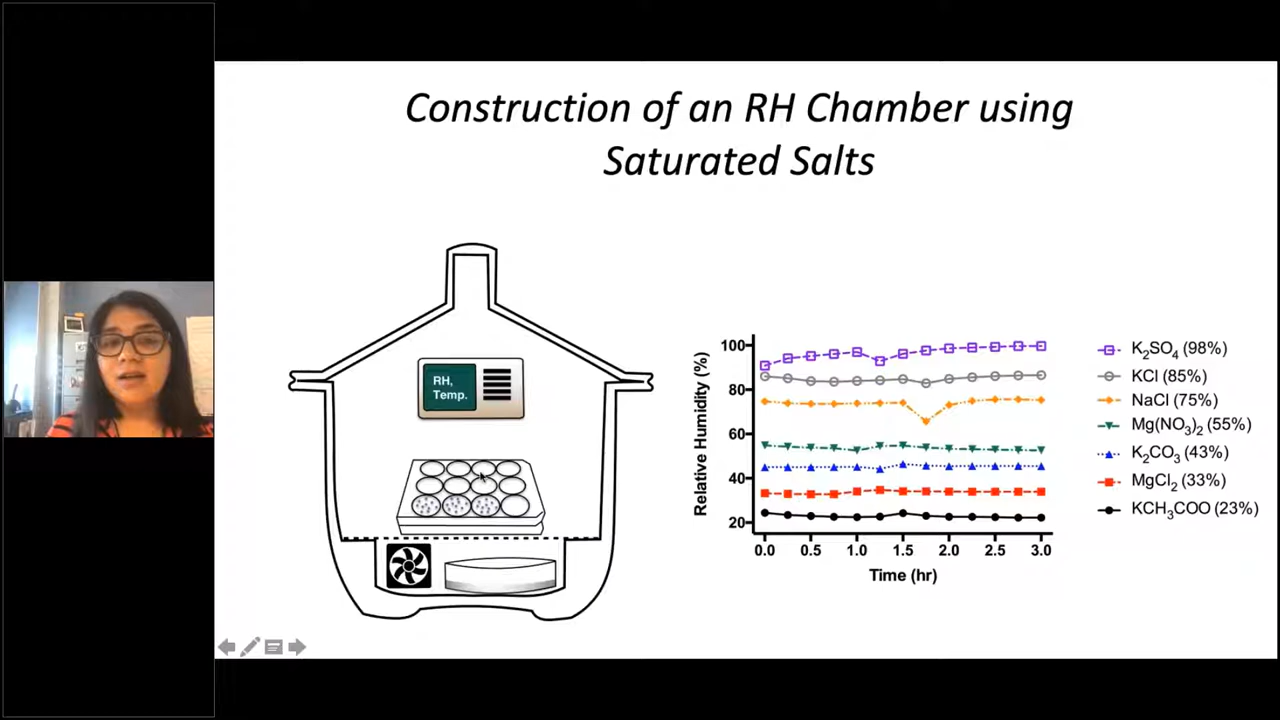 Construction of an RH Chamber using
Saturated Salts
RH,
Temp.
Relative Humidity (%)
100
80
60
40
20
0.0 0.5 1.0 1.5 2.0 2.5 3.0
Time (hr)
K₂SO₄ (98%)
KCl (85%)
NaCl (75%)
Mg(NO₃)₂ (55%)
K₂CO₃ (43%)
MgCl₂ (33%)
KCH₃COO (23%)